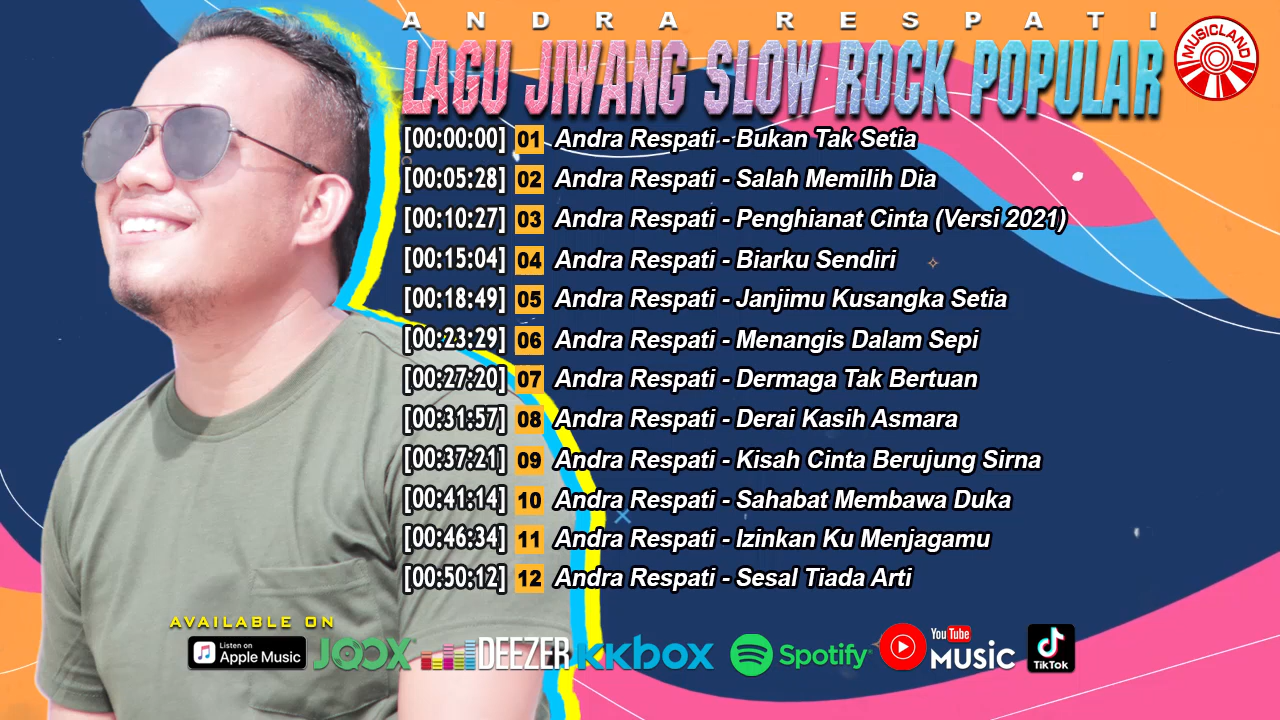 ANDRA RESPATI
LAGU JIWANG SLOW ROCK POPULAR
MUSICLAND
[00:00:00] 01 Andra Respati - Bukan Tak Setia
[00:05:28] 02 Andra Respati - Salah Memilih Dia
[00:10:27] 03 Andra Respati - Penghianat Cinta (Versi 2021)
[00:15:04] 04 Andra Respati - Biarku Sendiri
[00:18:49] 05 Andra Respati - Janjimu Kusangka Setia
[00:23:29] 06 Andra Respati - Menangis Dalam Sepi
[00:27:20] 07 Andra Respati - Dermaga Tak Bertuan
[00:31:57] 08 Andra Respati - Derai Kasih Asmara
[00:37:21] 09 Andra Respati - Kisah Cinta Berujung Sirna
[00:41:14] 10 Andra Respati - Sahabat Membawa Duka
[00:46:34] 11 Andra Respati - Izinkan Ku Menjagamu
[00:50:12] 12 Andra Respati - Sesal Tiada Arti
AVAILABLE ON
Listen on
Apple Music
JOOX
DEEZER
kkbox
Spotify
YouTube
MUSIC
TikTok